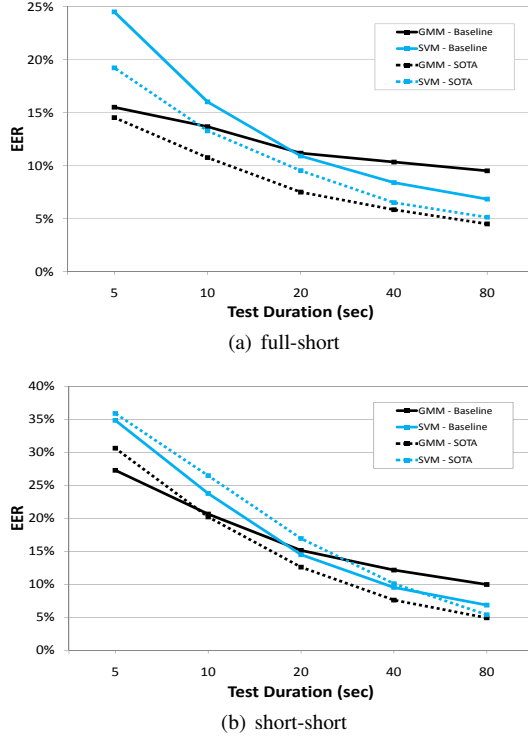 25%
20%
15%
10%
5%
0%
EER
GMM - Baseline
SVM - Baseline
GMM - SOTA
SVM - SOTA
5 10 20 40 80
Test Duration (sec)
(a) full-short
40%
35%
30%
25%
20%
15%
10%
5%
0%
EER
GMM - Baseline
SVM - Baseline
GMM - SOTA
SVM - SOTA
5 10 20 40 80
Test Duration (sec)
(b) short-short